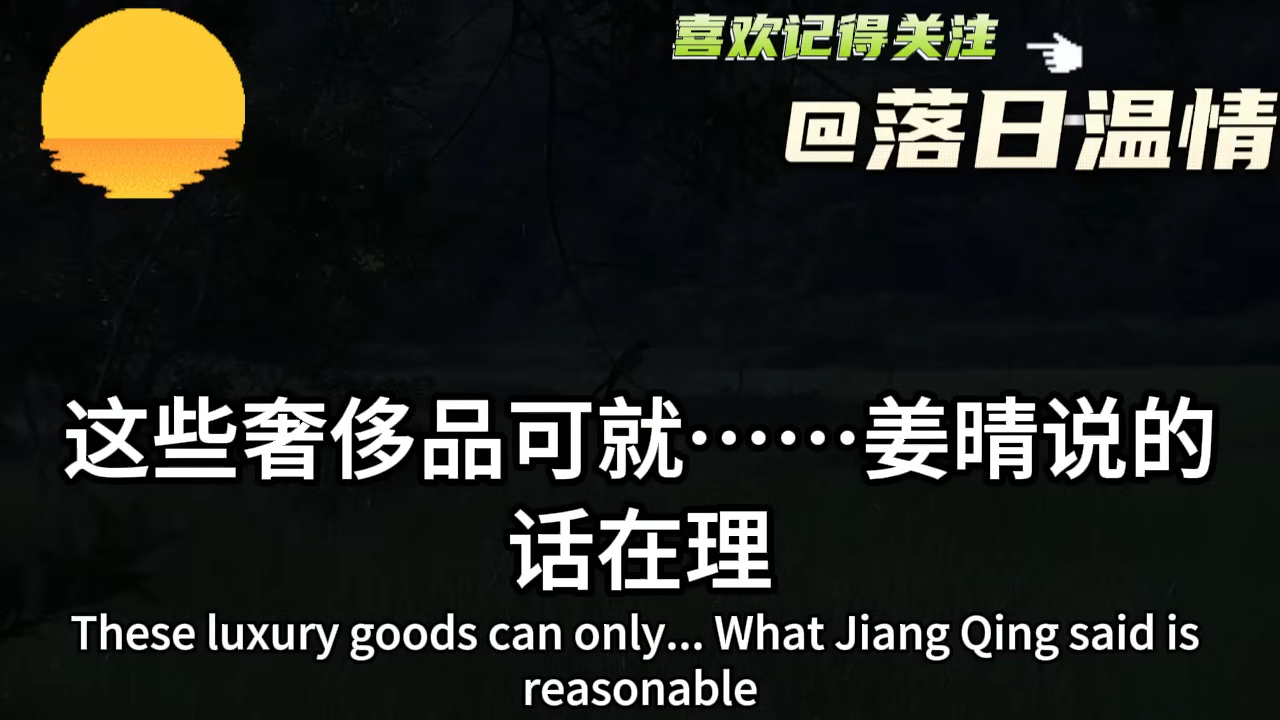 喜欢记得关注
@落日温情
这些奢侈品可就……姜晴说的
话在理
These luxury goods can only... What Jiang Qing said is
reasonable